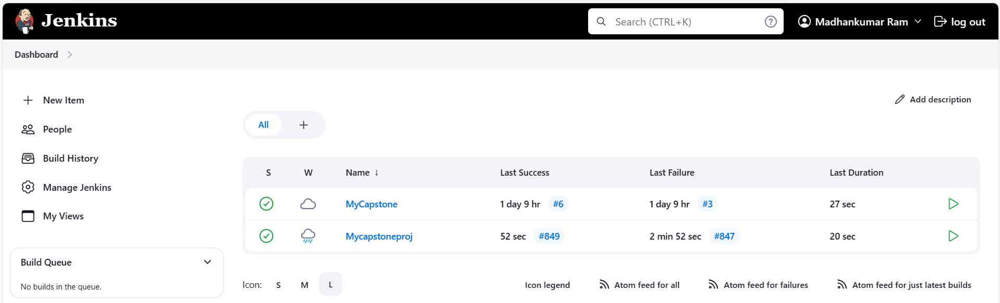 Jenkins
Search (CTRL+K)
Madhankumar Ram
log out
Dashboard
New Item
People
Build History
Manage Jenkins
My Views
Build Queue
No builds in the queue.
Add description
All
S W Name ↓ Last Success Last Failure Last Duration
MyCapstone 1 day 9 hr #6 1 day 9 hr #3 27 sec
Mycapstoneproj 52 sec #849 2 min 52 sec #847 20 sec
Icon: S M L
Icon legend
Atom feed for all
Atom feed for failures
Atom feed for just latest builds